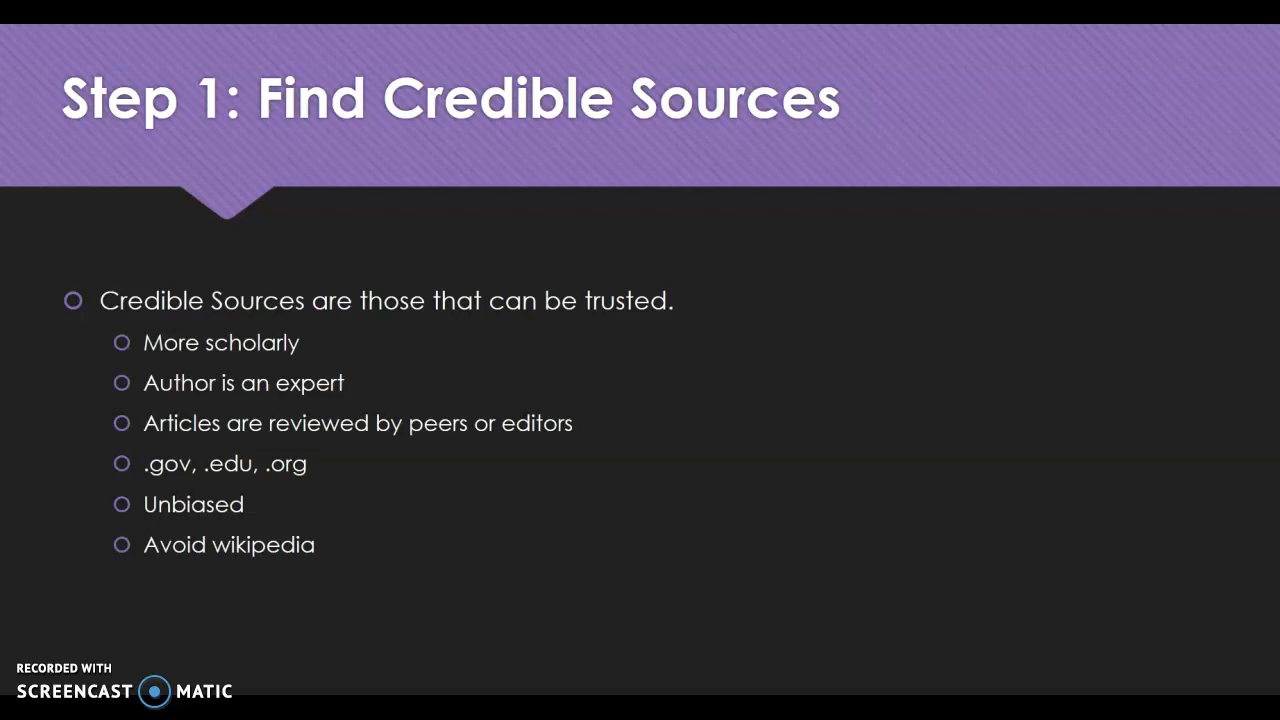 Step 1: Find Credible Sources
Credible Sources are those that can be trusted.
More scholarly
Author is an expert
Articles are reviewed by peers or editors
.gov, .edu, .org
Unbiased
Avoid wikipedia
RECORDED WITH
SCREENCAST MATIC